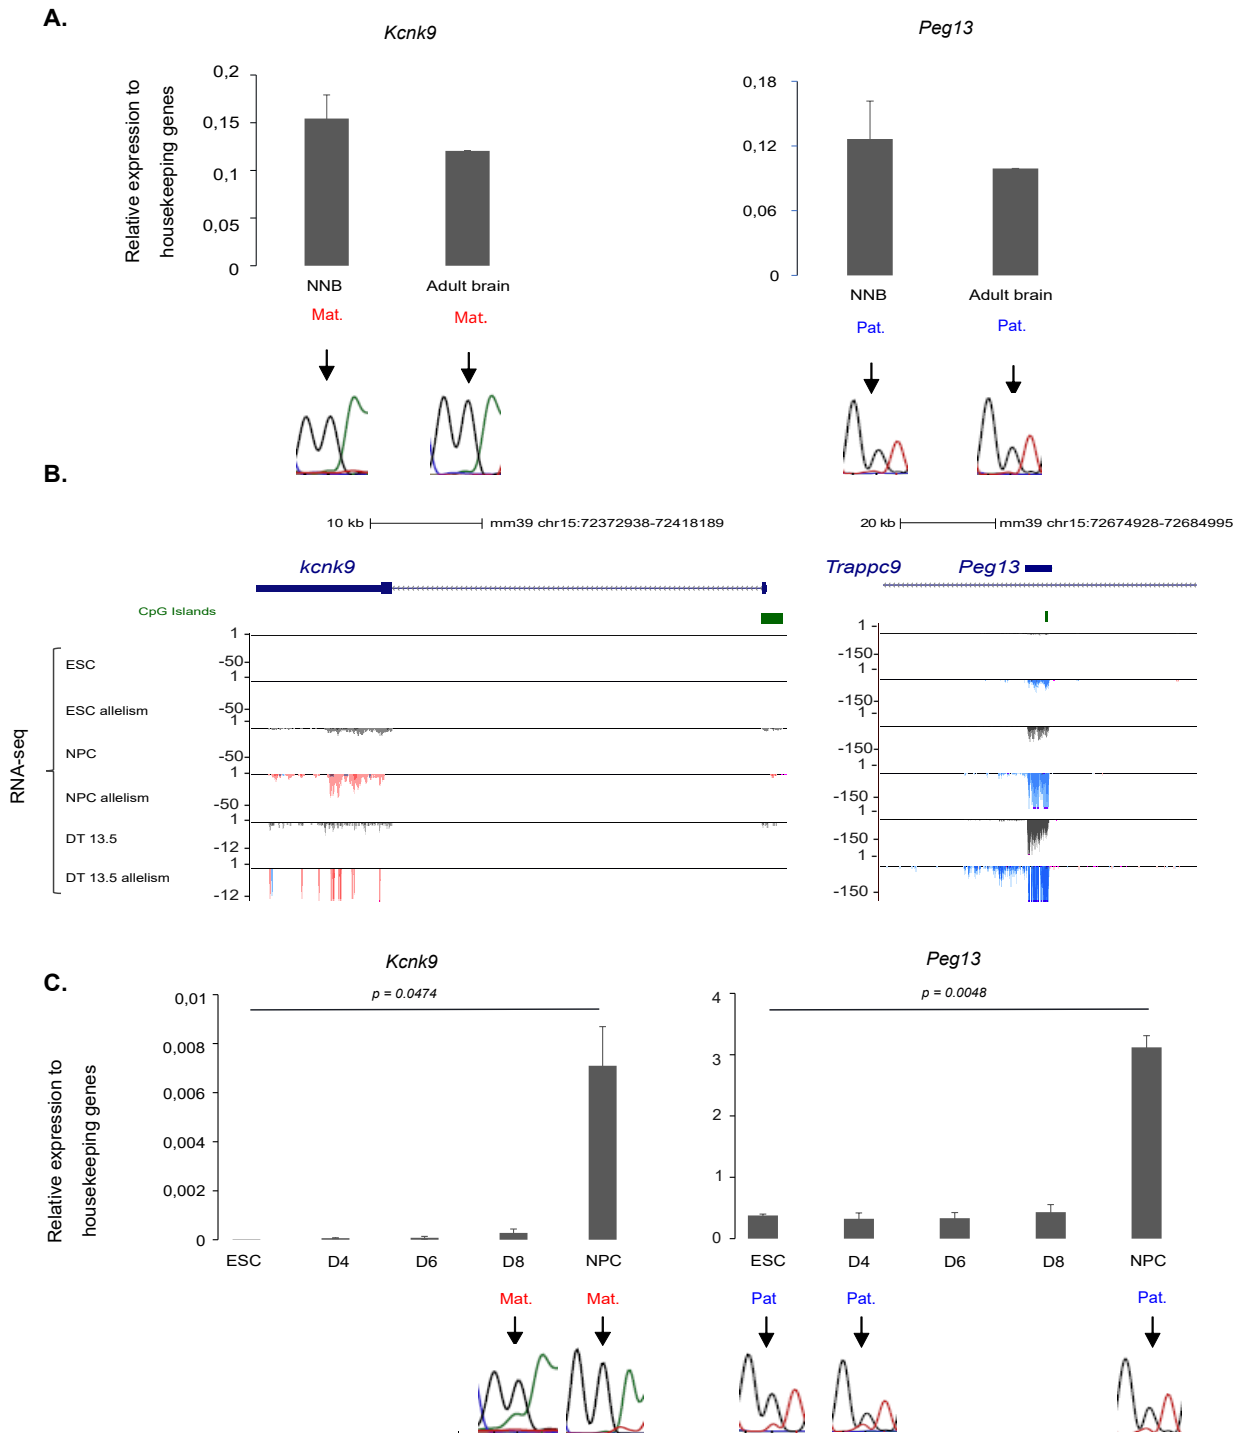 A.
Kcnk9
Peg13
Relative expression to
housekeeping genes
0,2
0,15
0,1
0,05
0
NNB
Adult brain
Mat.
Mat.
0,18
0,12
0,06
0
NNB
Adult brain
Pat.
Pat.
B.
10 kb
mm39 chr15:72372938-72418189
20 kb
mm39 chr15:72674928-72684995
kcnk9
Trappc9
Peg13
CpG Islands
RNA-seq
ESC
ESC allelism
NPC
NPC allelism
DT 13.5
DT 13.5 allelism
1
-50
1
-50
1
-50
1
-50
1
-12
1
-12
1
-150
1
-150
1
-150
1
-150
1
-150
1
-150
C.
Kcnk9
Peg13
Relative expression to
housekeeping genes
p = 0.0474
0,01
0,008
0,006
0,004
0,002
0
ESC
D4
D6
D8
NPC
Mat.
Mat.
p = 0.0048
4
3
2
1
0
ESC
D4
D6
D8
NPC
Pat
Pat.
Pat.